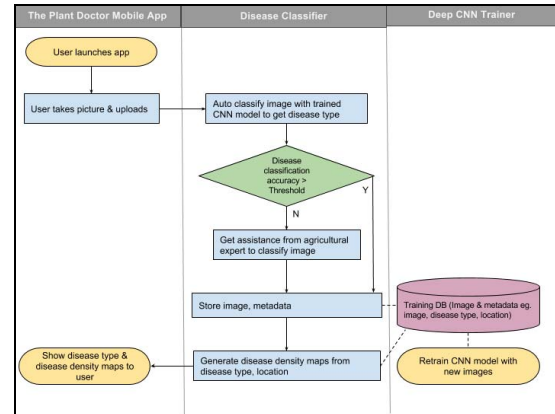 The Plant Doctor Mobile App
Disease Classifier
Deep CNN Trainer
User launches app
User takes picture & uploads
Auto classify image with trained
CNN model to get disease type
Disease
classification
accuracy >
Threshold
Y
N
Get assistance from agricultural
expert to classify image
Store image, metadata
Training DB (Image & metadata eg.
image, disease type, location)
Show disease type &
disease density maps to
user
Generate disease density maps from
disease type, location
Retrain CNN model with
new images